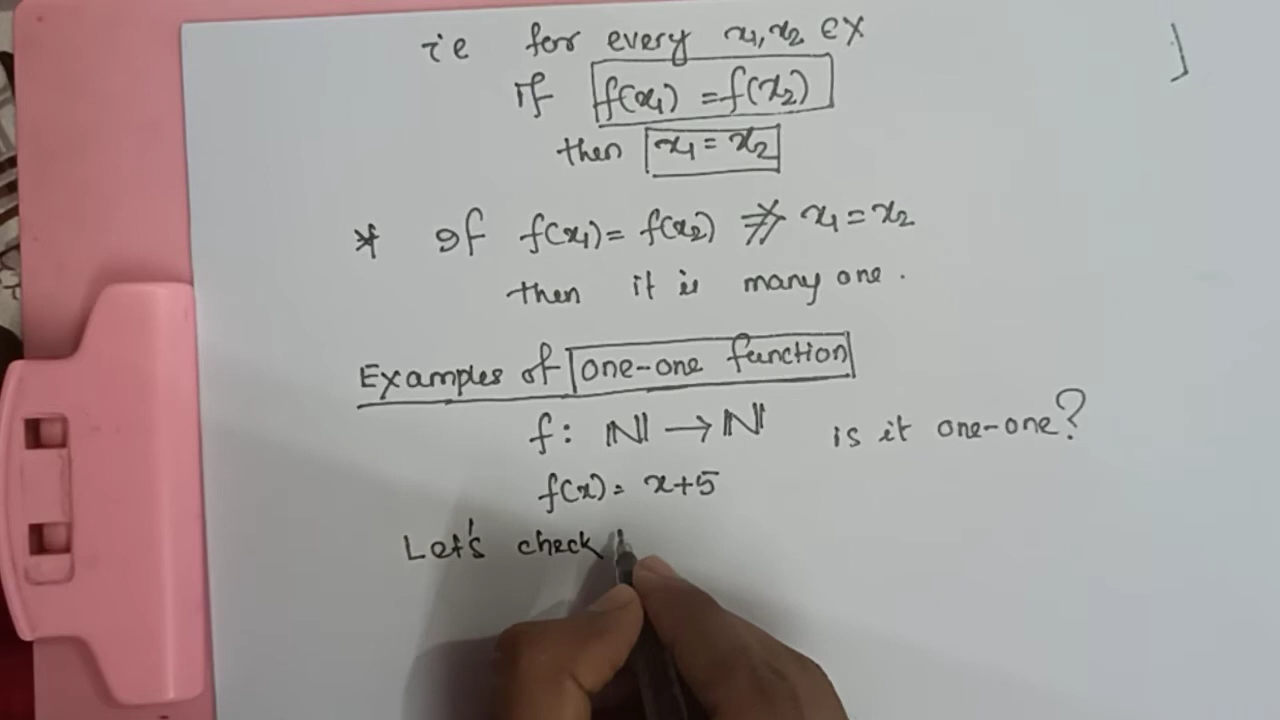 ie for every x₁, x₂ ∈ X
if f(x₁) = f(x₂)
then x₁ = x₂
* If f(x₁) = f(x₂) ⇏ x₁ = x₂
then it is many one.
Examples of one-one function
f: ℕ → ℕ is it one-one?
f(x) = x+5
Let's check